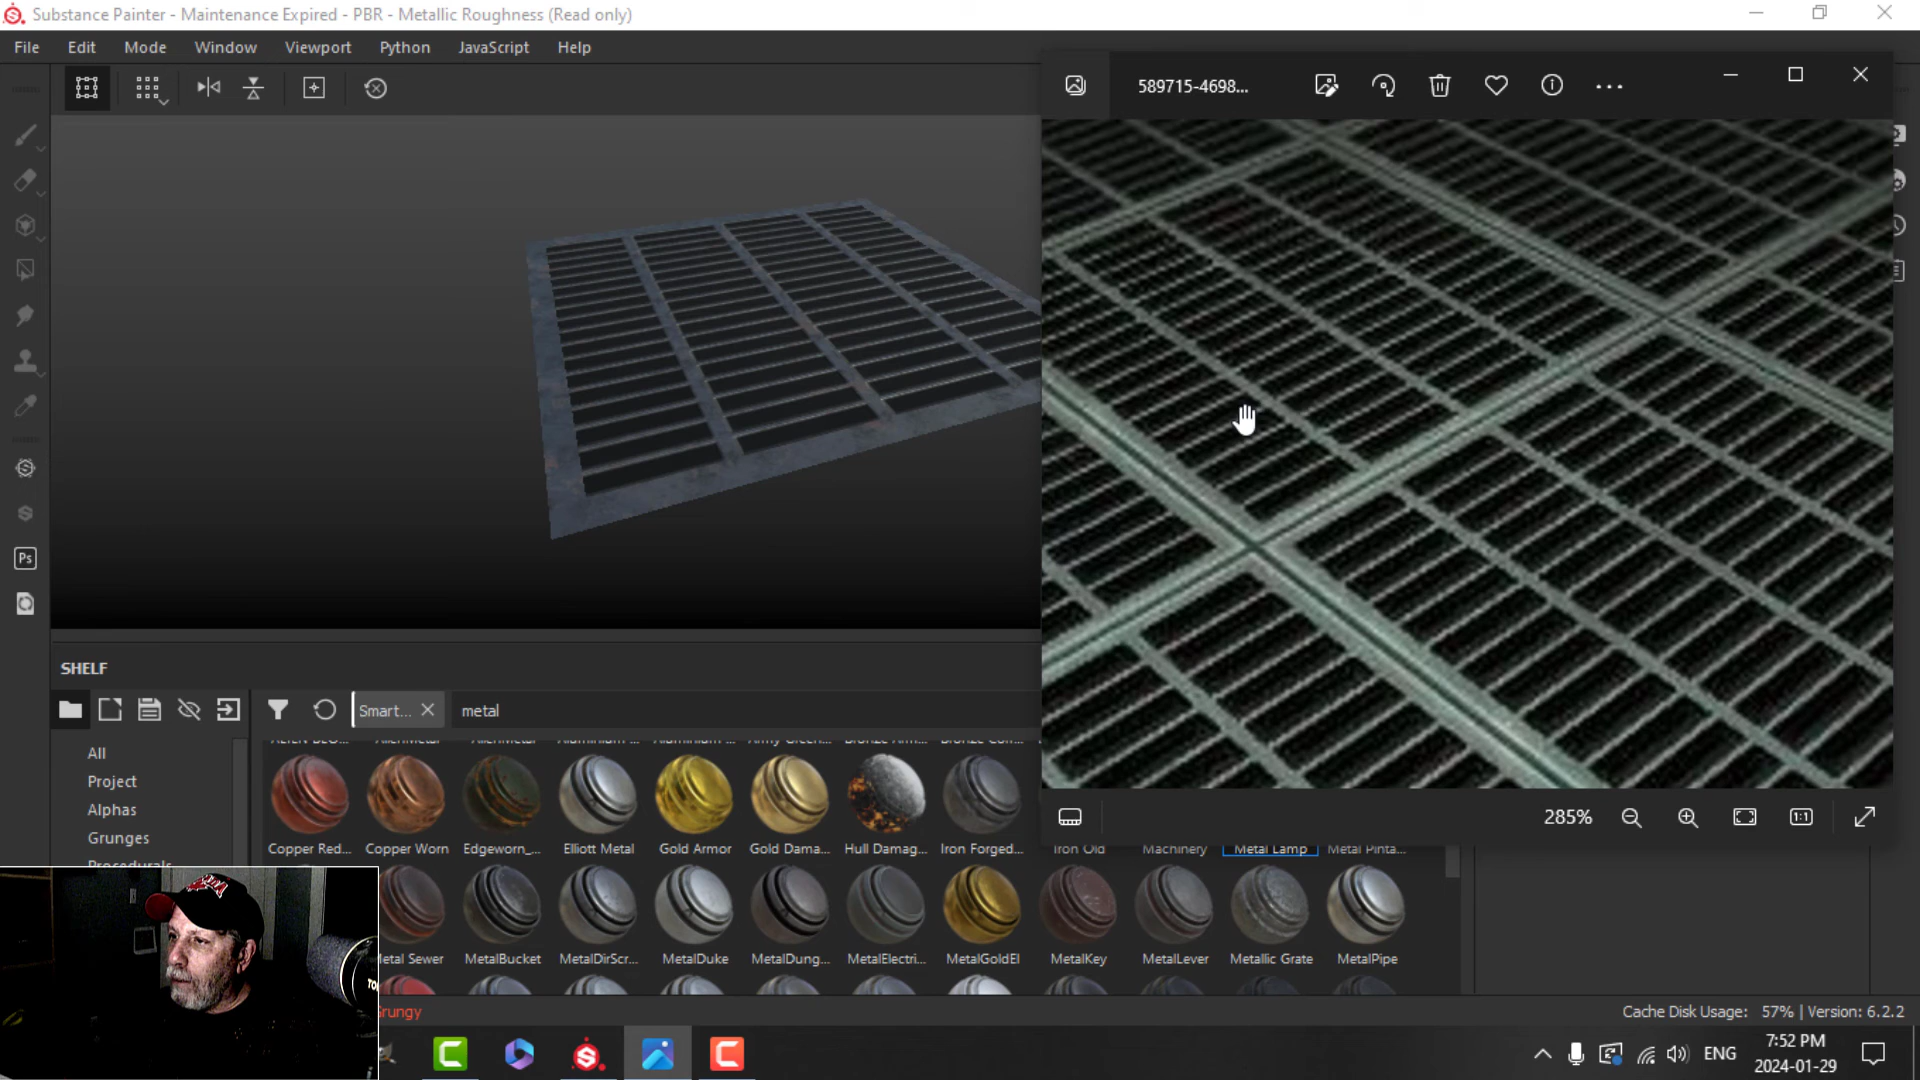 Substance Painter - Maintenance Expired - PBR - Metallic Roughness (Read only)
File Edit Mode Window Viewport Python JavaScript Help
589715-4698...
SHELF
Smart... metal
All
Project
Alphas
Grunges
285%
Copper Red... Copper Worn Edgeworn_... Elliott Metal Gold Armor Gold Dama... Hull Damag... Iron Forged... Iron Old Machinery Metal Lamp Metal Pinta...
Metal Sewer MetalBucket MetalDirScr... MetalDuke MetalDung... MetalElectri... MetalGoldEl MetalKey MetalLever Metallic Grate MetalPipe
Ps
Cache Disk Usage: 57% | Version: 6.2.2
ENG
7:52 PM
2024-01-29